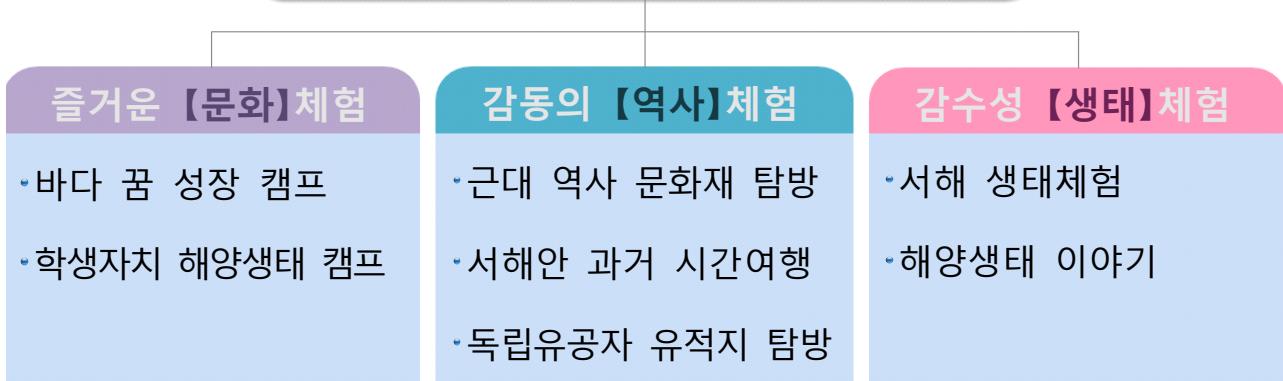 즐거운 【문화】체험
·바다 꿈 성장 캠프
·학생자치 해양생태 캠프
감동의 【역사】체험
·근대 역사 문화재 탐방
·서해안 과거 시간여행
·독립유공자 유적지 탐방
감수성 【생태】체험
·서해 생태체험
·해양생태 이야기